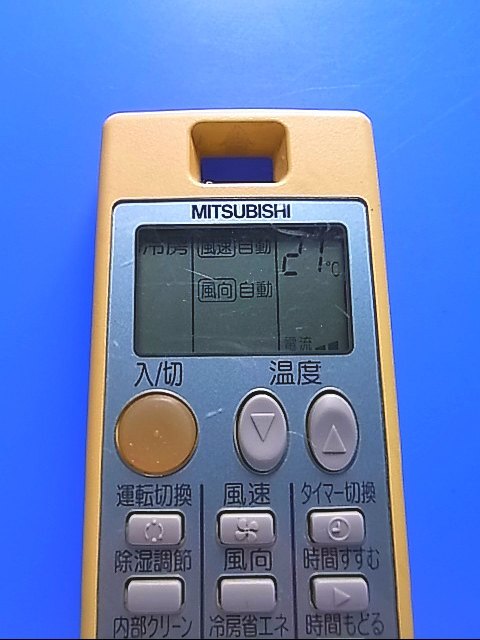 MITSUBISHI
冷房 風速 自動 21℃
風向 自動
電流
入/切 温度
運転切換 風速 タイマー切換
除湿調節 風向 時間すすむ
内部クリーン 冷房省エネ 時間もどる